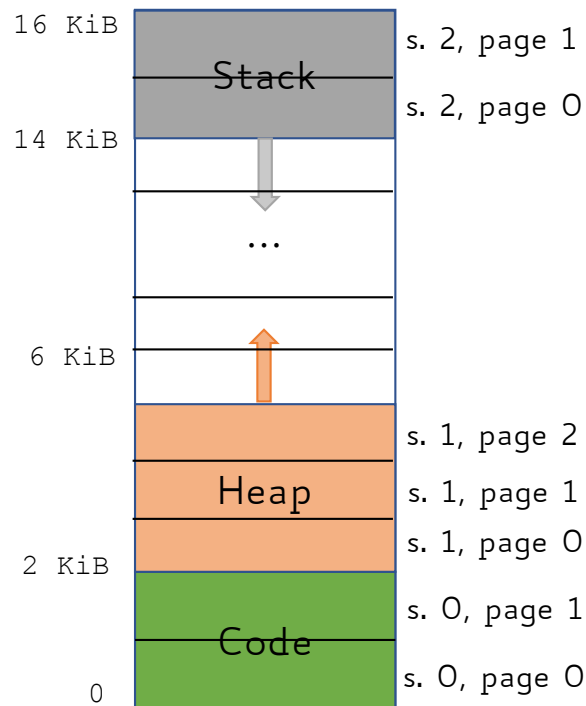 16 KiB
s. 2, page 1
Stack
s. 2, page 0
14 KiB
...
6 KiB
s. 1, page 2
Heap
s. 1, page 1
s. 1, page 0
2 KiB
s. 0, page 1
Code
s. 0, page 0
0